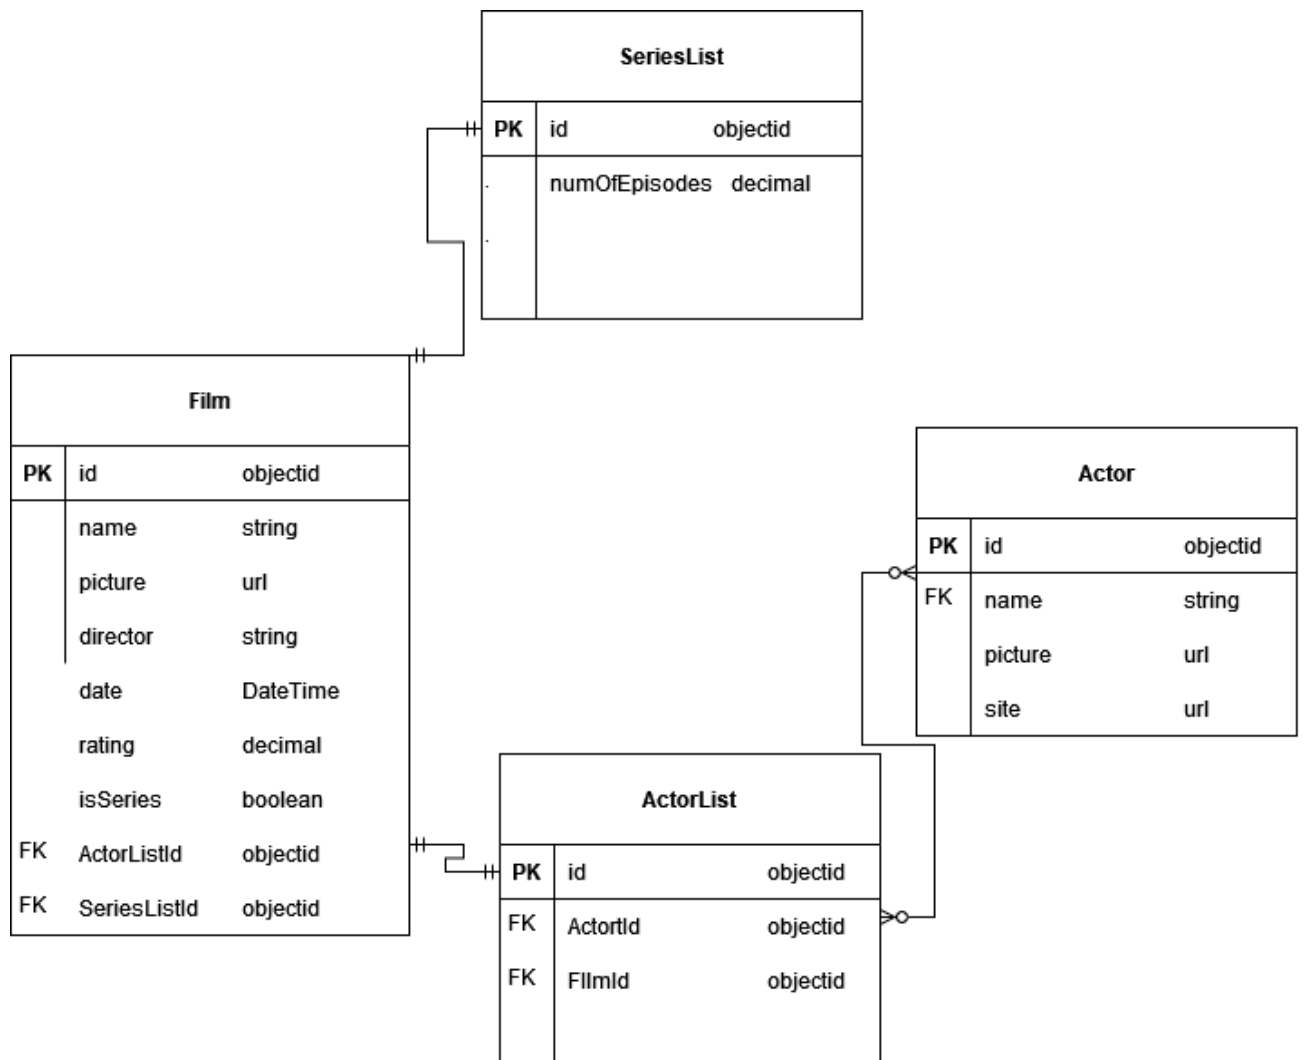 SeriesList
PK id objectid
numOfEpisodes decimal
Film
PK id objectid
name string
picture url
director string
date DateTime
rating decimal
isSeries boolean
FK ActorListId objectid
FK SeriesListId objectid
Actor
PK id objectid
FK name string
picture url
site url
ActorList
PK id objectid
FK ActortId objectid
FK FIlmId objectid